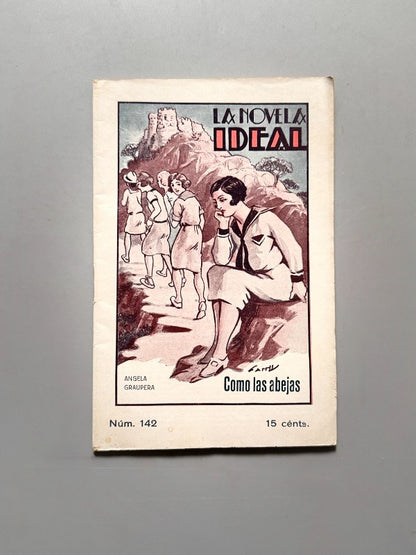 LA NOVELA
IDEAL
ANGELA
GRAUPERA
Como las abejas
Núm. 142
15 cénts.